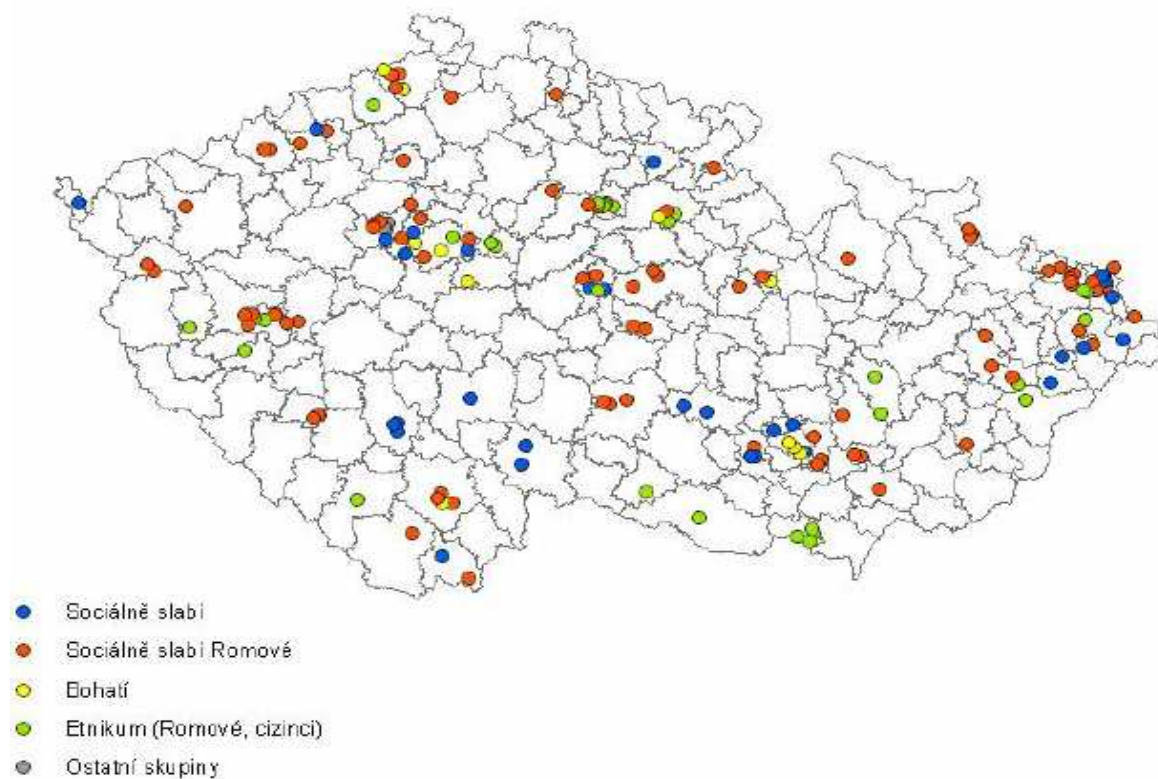 Sociálně slabí
Sociálně slabí Romové
Bohatí
Etnikum (Romové, cizinci)
Ostatní skupiny